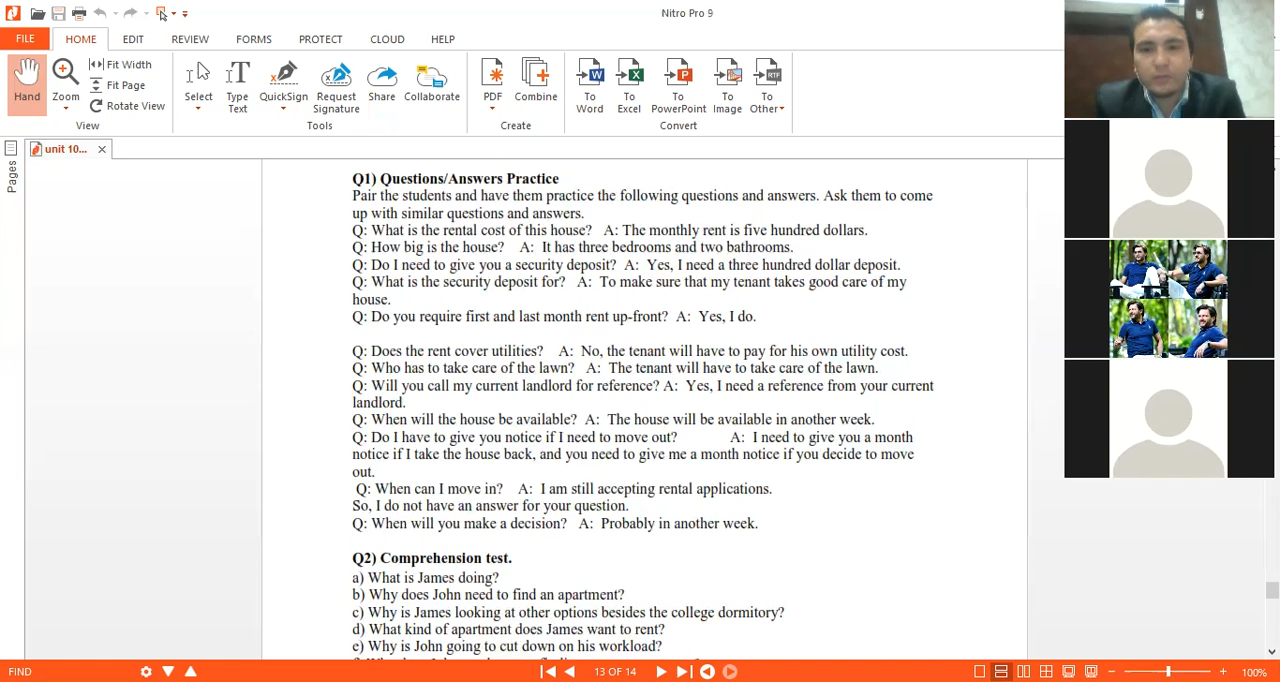 Nitro Pro 9
FILE HOME EDIT REVIEW FORMS PROTECT CLOUD HELP
Hand
Zoom
Fit Width
Fit Page
Rotate View
View
Select
Type Text
QuickSign
Request Signature
Share
Collaborate
Tools
PDF
Combine
Create
To Word
To Excel
To PowerPoint
To Image
To Other
Convert
unit 10...
Pages
Q1) Questions/Answers Practice
Pair the students and have them practice the following questions and answers. Ask them to come
up with similar questions and answers.
Q: What is the rental cost of this house? A: The monthly rent is five hundred dollars.
Q: How big is the house? A: It has three bedrooms and two bathrooms.
Q: Do I need to give you a security deposit? A: Yes, I need a three hundred dollar deposit.
Q: What is the security deposit for? A: To make sure that my tenant takes good care of my
house.
Q: Do you require first and last month rent up-front? A: Yes, I do.
Q: Does the rent cover utilities? A: No, the tenant will have to pay for his own utility cost.
Q: Who has to take care of the lawn? A: The tenant will have to take care of the lawn.
Q: Will you call my current landlord for reference? A: Yes, I need a reference from your current
landlord.
Q: When will the house be available? A: The house will be available in another week.
Q: Do I have to give you notice if I need to move out? A: I need to give you a month
notice if I take the house back, and you need to give me a month notice if you decide to move
out.
Q: When can I move in? A: I am still accepting rental applications.
So, I do not have an answer for your question.
Q: When will you make a decision? A: Probably in another week.
Q2) Comprehension test.
a) What is James doing?
b) Why does John need to find an apartment?
c) Why is James looking at other options besides the college dormitory?
d) What kind of apartment does James want to rent?
e) Why is John going to cut down on his workload?
FIND
13 OF 14
100%